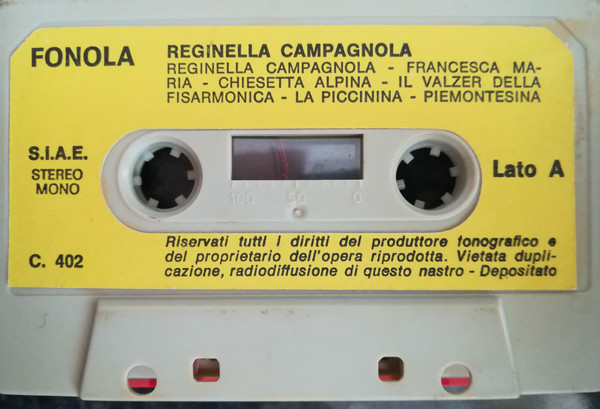 FONOLA
REGINELLA CAMPAGNOLA
REGINELLA CAMPAGNOLA - FRANCESCA MA-
RIA - CHIESETTA ALPINA - IL VALZER DELLA
FISARMONICA - LA PICCININA - PIEMONTESINA
S.i.A.E.
STEREO
MONO
100 50 0
Lato A
C. 402
Riservati tutti i diritti del produttore fonografico e
del proprietario dell'opera riprodotta. Vietata dupli-
cazione, radiodiffusione di questo nastro - Depositato